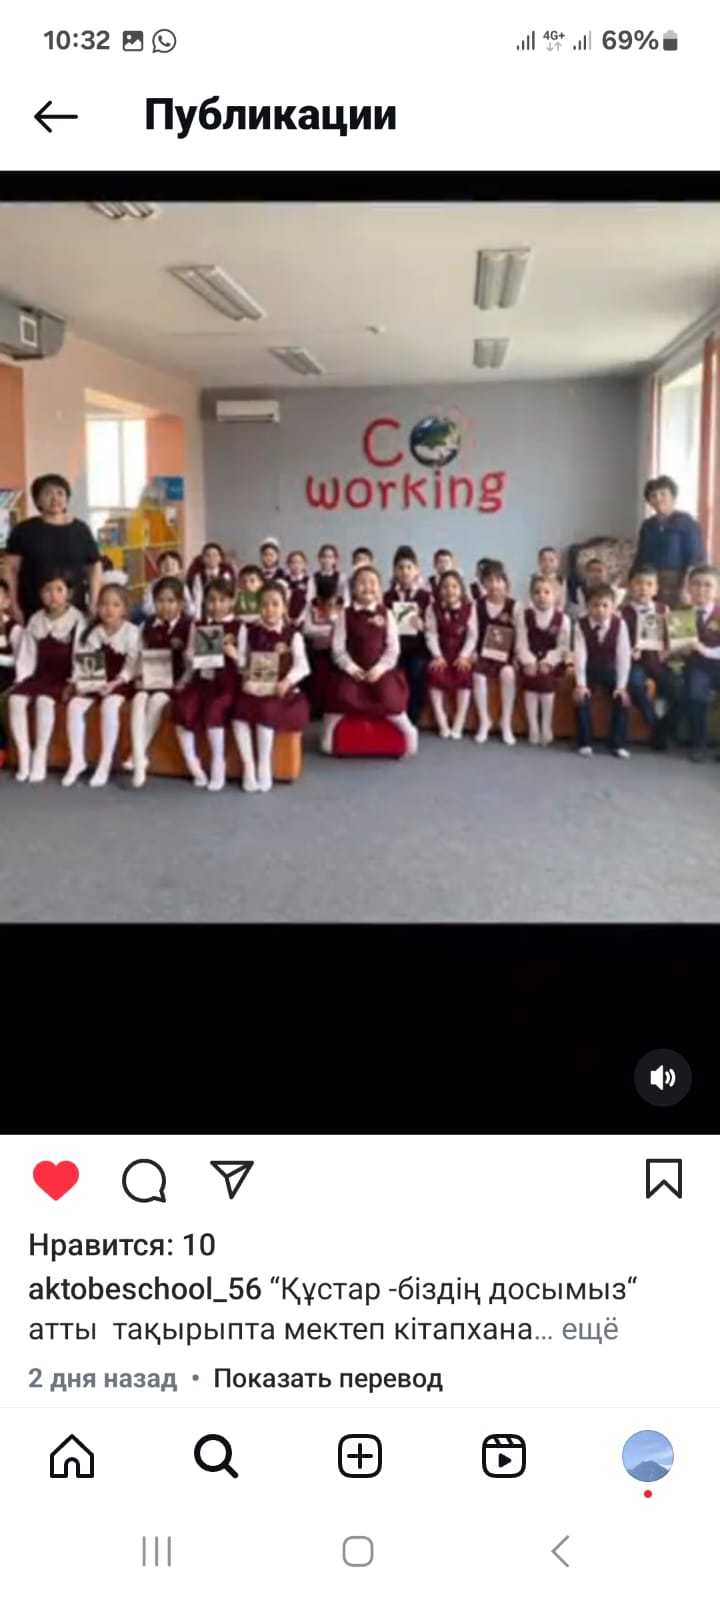 10:32 4G+ 69%
Публикации
CO
working
Нравится: 10
aktobeschool_56 “Құстар -біздің досымыз“
атты тақырыпта мектеп кітапхана... ещё
2 дня назад • Показать перевод